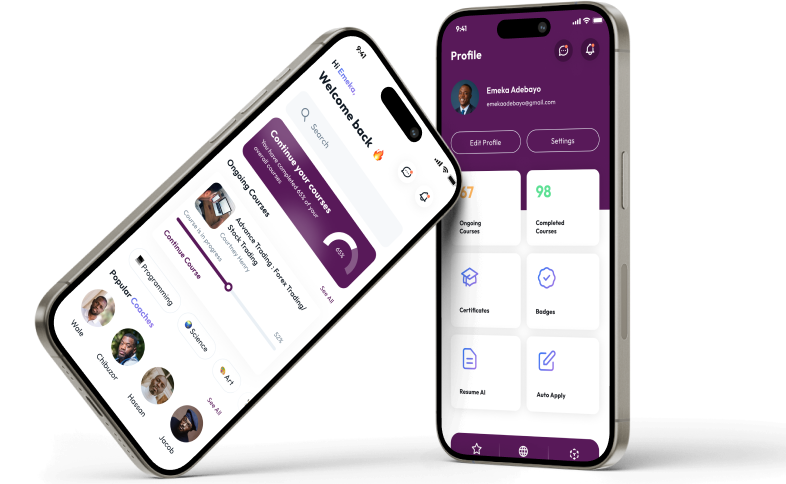 9:41
Hi Emeka,
Welcome back 🔥
Search
Continue your courses
You have completed 65% of your
overall courses
65%
Ongoing Courses
See All
Advance Trading : Forex Trading/
Stock Trading
Courtney Henry
Course is in progress
52%
Continue Course
Programming
Science
Art
Popular Coaches
See All
Wale
Chibuzor
Hassan
Jacob
9:41
Profile
Emeka Adebayo
emekaadebayo@gmail.com
Edit Profile
Settings
67
98
Ongoing
Courses
Completed
Courses
Certificates
Badges
Resume AI
Auto Apply